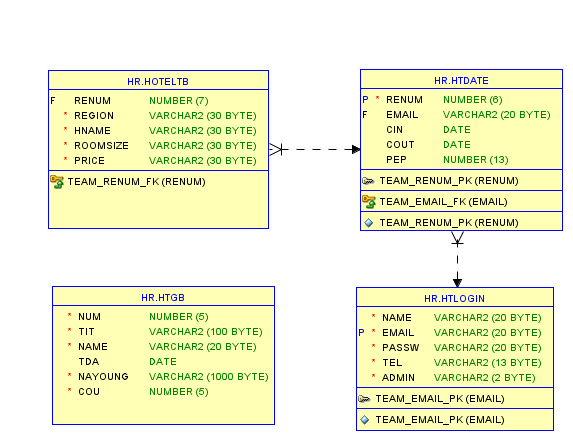 HR.HOTELTB
F RENUM NUMBER (7)
* REGION VARCHAR2 (30 BYTE)
* HNAME VARCHAR2 (30 BYTE)
* ROOMSIZE VARCHAR2 (30 BYTE)
* PRICE VARCHAR2 (30 BYTE)
TEAM_RENUM_FK (RENUM)
HR.HTDATE
P * RENUM NUMBER (6)
F EMAIL VARCHAR2 (20 BYTE)
CIN DATE
COUT DATE
PEP NUMBER (13)
TEAM_RENUM_PK (RENUM)
TEAM_EMAIL_FK (EMAIL)
TEAM_RENUM_PK (RENUM)
HR.HTGB
* NUM NUMBER (5)
* TIT VARCHAR2 (100 BYTE)
* NAME VARCHAR2 (20 BYTE)
TDA DATE
* NAYOUNG VARCHAR2 (1000 BYTE)
* COU NUMBER (5)
HR.HTLOGIN
* NAME VARCHAR2 (20 BYTE)
P * EMAIL VARCHAR2 (20 BYTE)
* PASSW VARCHAR2 (20 BYTE)
* TEL VARCHAR2 (13 BYTE)
* ADMIN VARCHAR2 (2 BYTE)
TEAM_EMAIL_PK (EMAIL)
TEAM_EMAIL_PK (EMAIL)